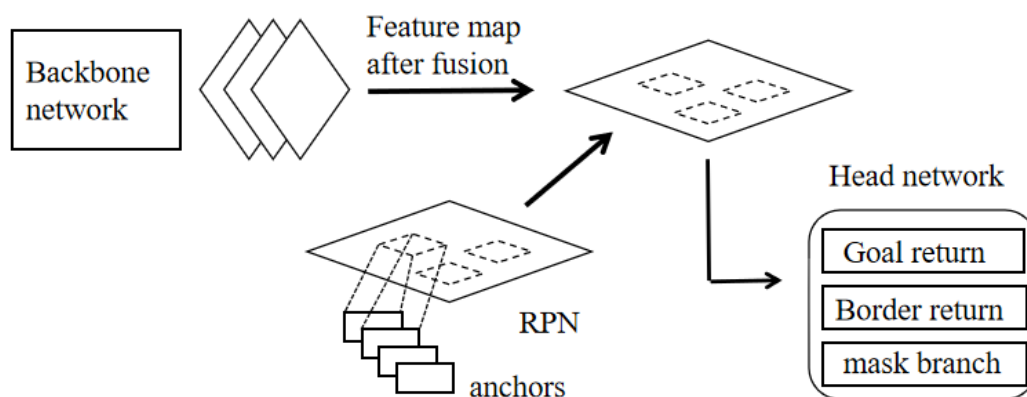 Backbone
network
Feature map
after fusion
RPN
anchors
Head network
Goal return
Border return
mask branch